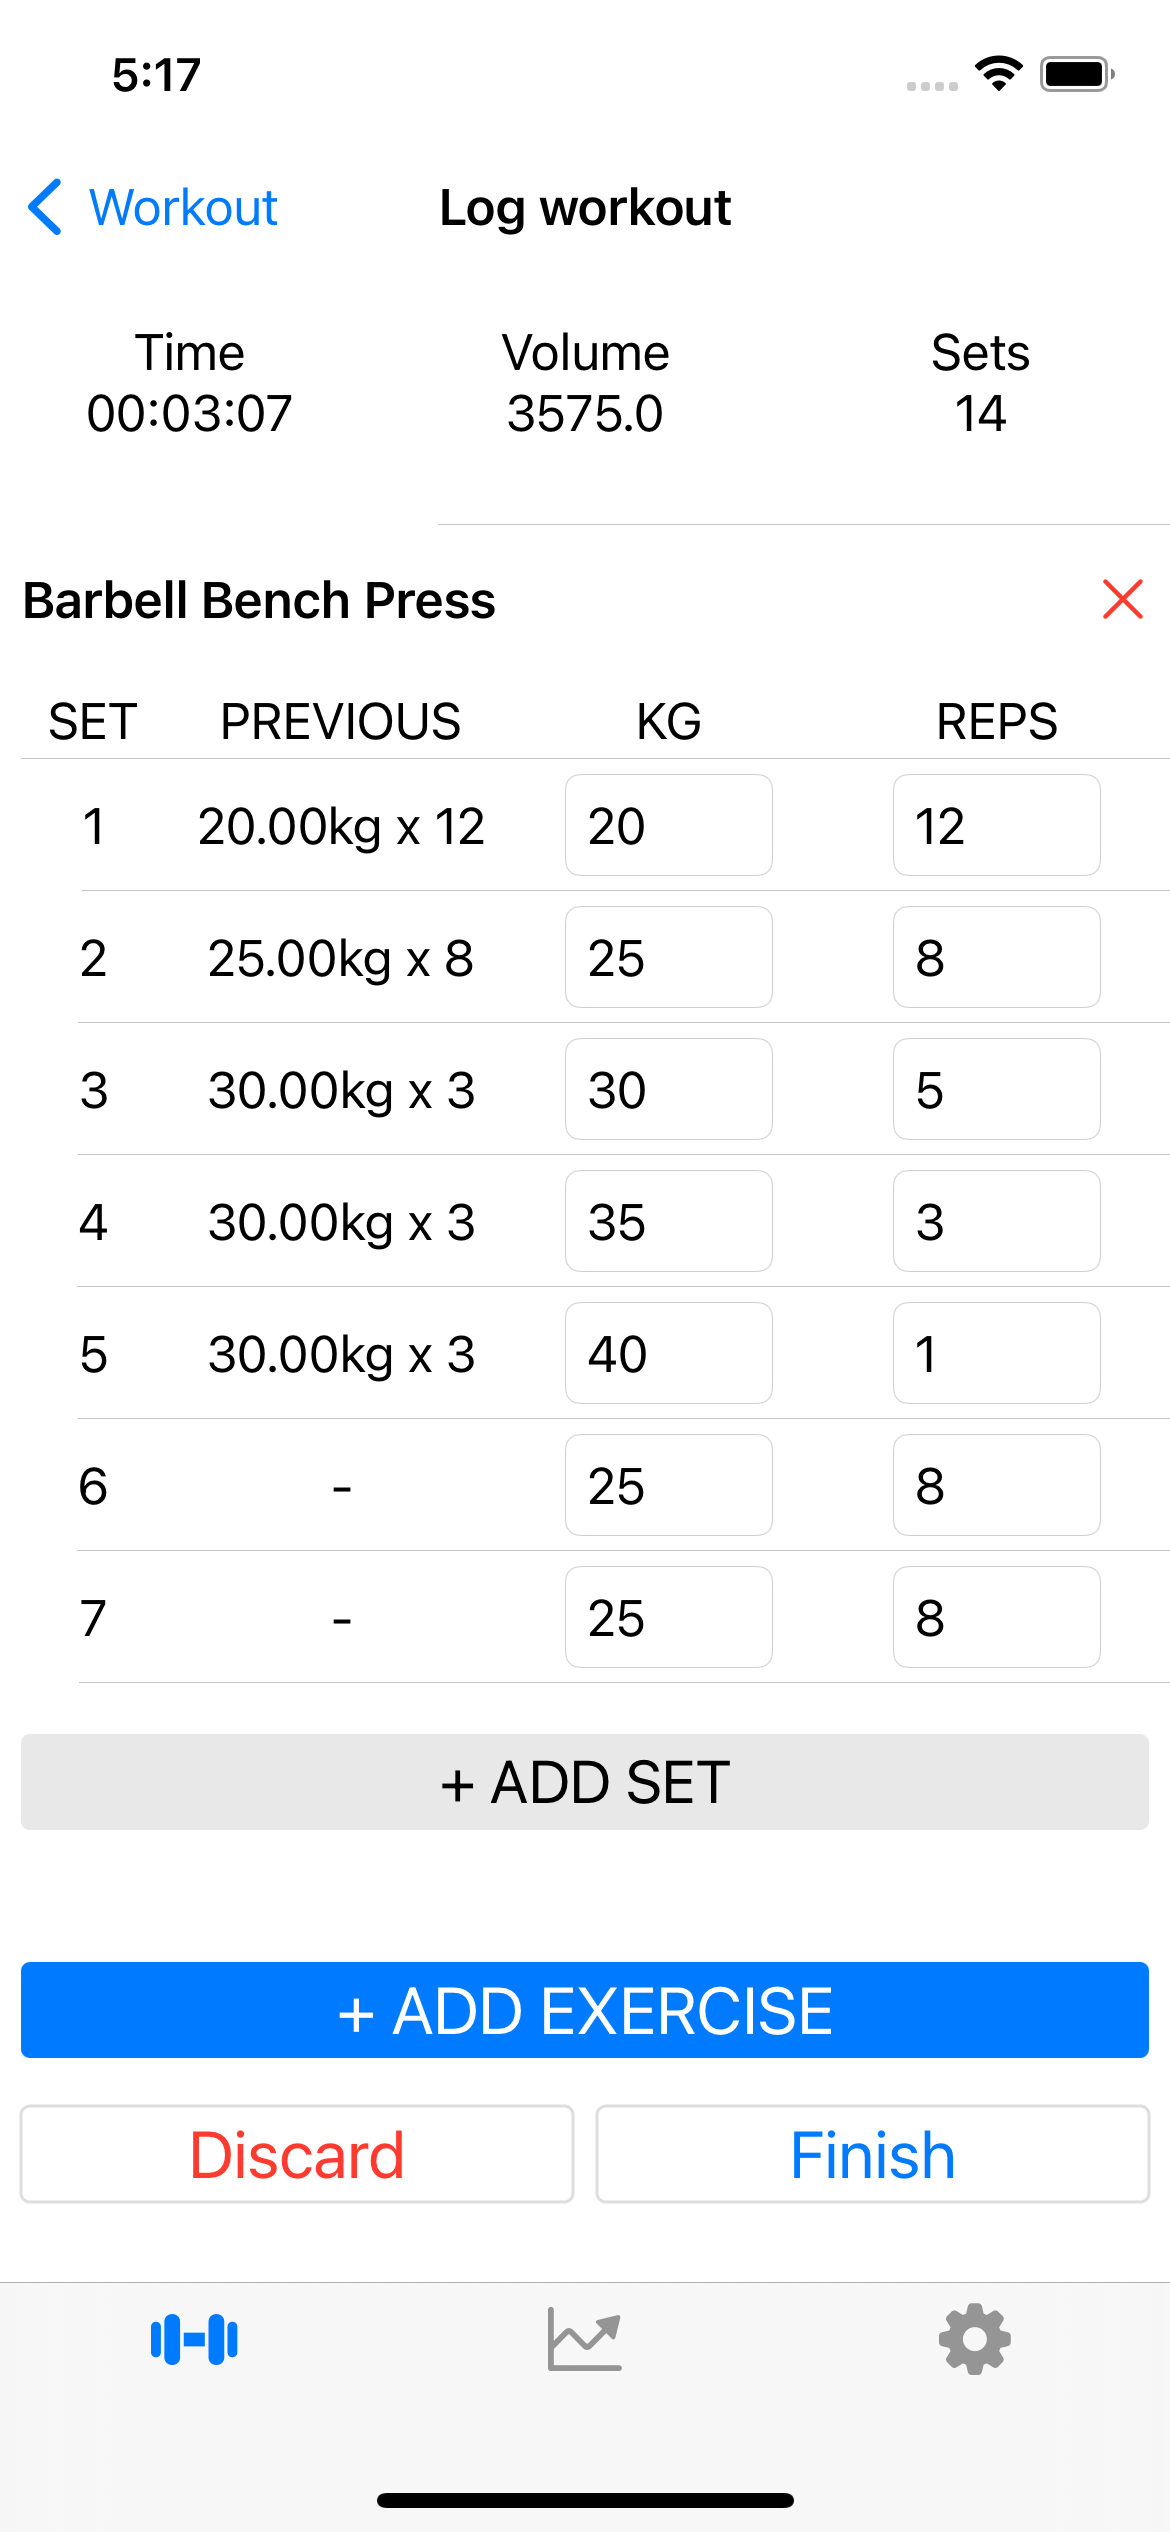 5:17
Workout
Log workout
Time Volume Sets
00:03:07 3575.0 14
Barbell Bench Press
SET PREVIOUS KG REPS
1 20.00kg x 12 20 12
2 25.00kg x 8 25 8
3 30.00kg x 3 30 5
4 30.00kg x 3 35 3
5 30.00kg x 3 40 1
6 - 25 8
7 - 25 8
+ ADD SET
+ ADD EXERCISE
Discard Finish